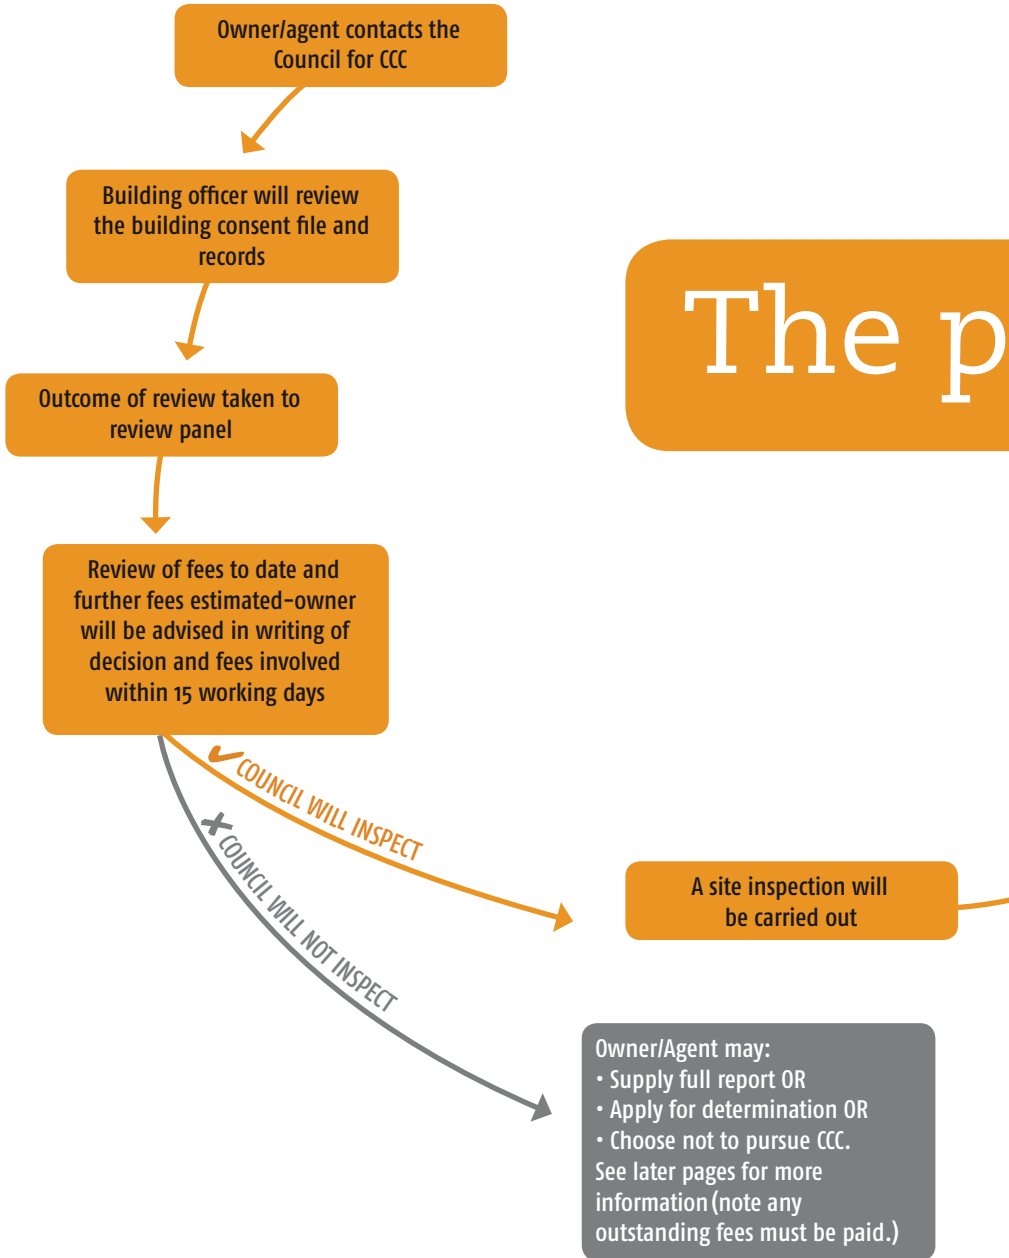 Owner/agent contacts the
Council for CCC
Building officer will review
the building consent file and
records
The p
Outcome of review taken to
review panel
Review of fees to date and
further fees estimated-owner
will be advised in writing of
decision and fees involved
within 15 working days
✔ COUNCIL WILL INSPECT
✘ COUNCIL WILL NOT INSPECT
A site inspection will
be carried out
Owner/Agent may:
• Supply full report OR
• Apply for determination OR
• Choose not to pursue CCC.
See later pages for more
information (note any
outstanding fees must be paid.)